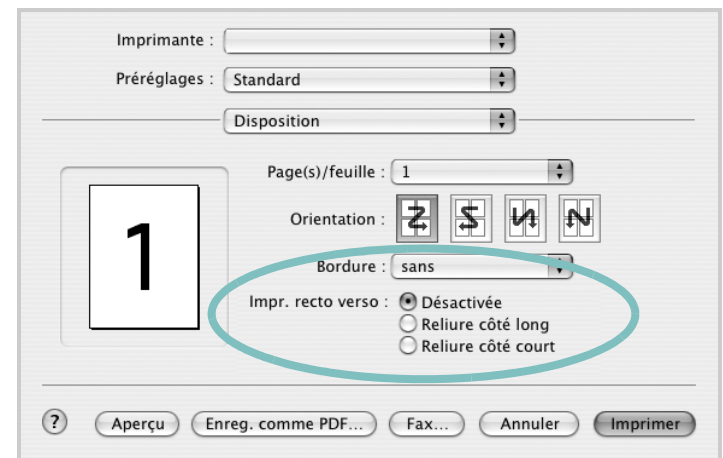 Imprimante :
Préréglages : Standard
Disposition
Page(s)/feuille : 1
Orientation :
1
Bordure : sans
Impr. recto verso : Désactivée
Reliure côté long
Reliure côté court
? Aperçu Enreg. comme PDF... Fax... Annuler Imprimer